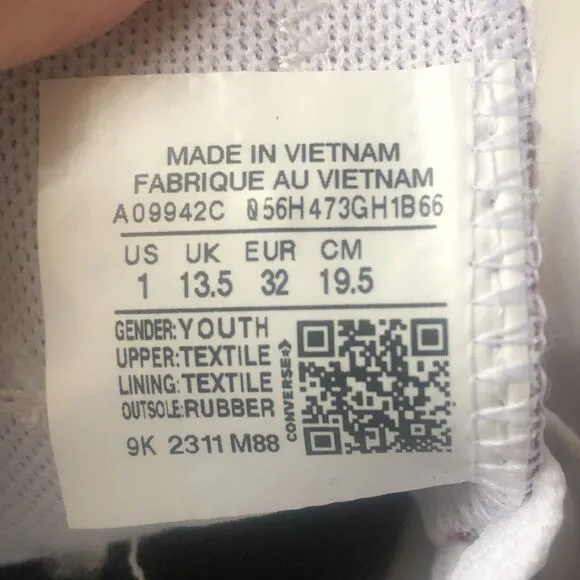 MADE IN VIETNAM
FABRIQUE AU VIETNAM
A09942C Q56H473GH1B66
US UK EUR CM
1 13.5 32 19.5
GENDER:YOUTH
UPPER:TEXTILE
LINING:TEXTILE
OUTSOLE:RUBBER
CONVERSE
9K 2311 M88